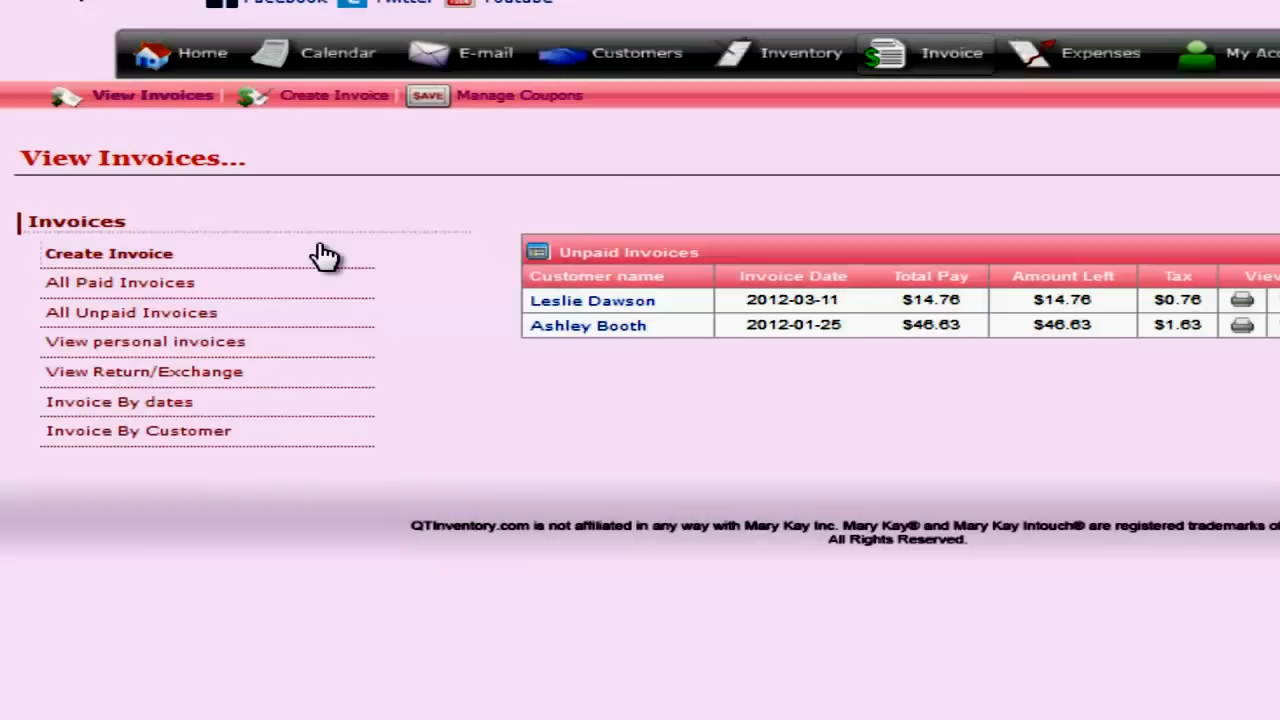 Facebook Twitter Youtube
Home Calendar E-mail Customers Inventory Invoice Expenses My Acc
View Invoices Create Invoice SAVE Manage Coupons
View Invoices...
Invoices
Create Invoice
All Paid Invoices
All Unpaid Invoices
View personal invoices
View Return/Exchange
Invoice By dates
Invoice By Customer
Unpaid Invoices
Customer name Invoice Date Total Pay Amount Left Tax View
Leslie Dawson 2012-03-11 $14.76 $14.76 $0.76
Ashley Booth 2012-01-25 $46.63 $46.63 $1.63
QTInventory.com is not affiliated in any way with Mary Kay Inc. Mary Kay® and Mary Kay Intouch® are registered trademarks of
All Rights Reserved.